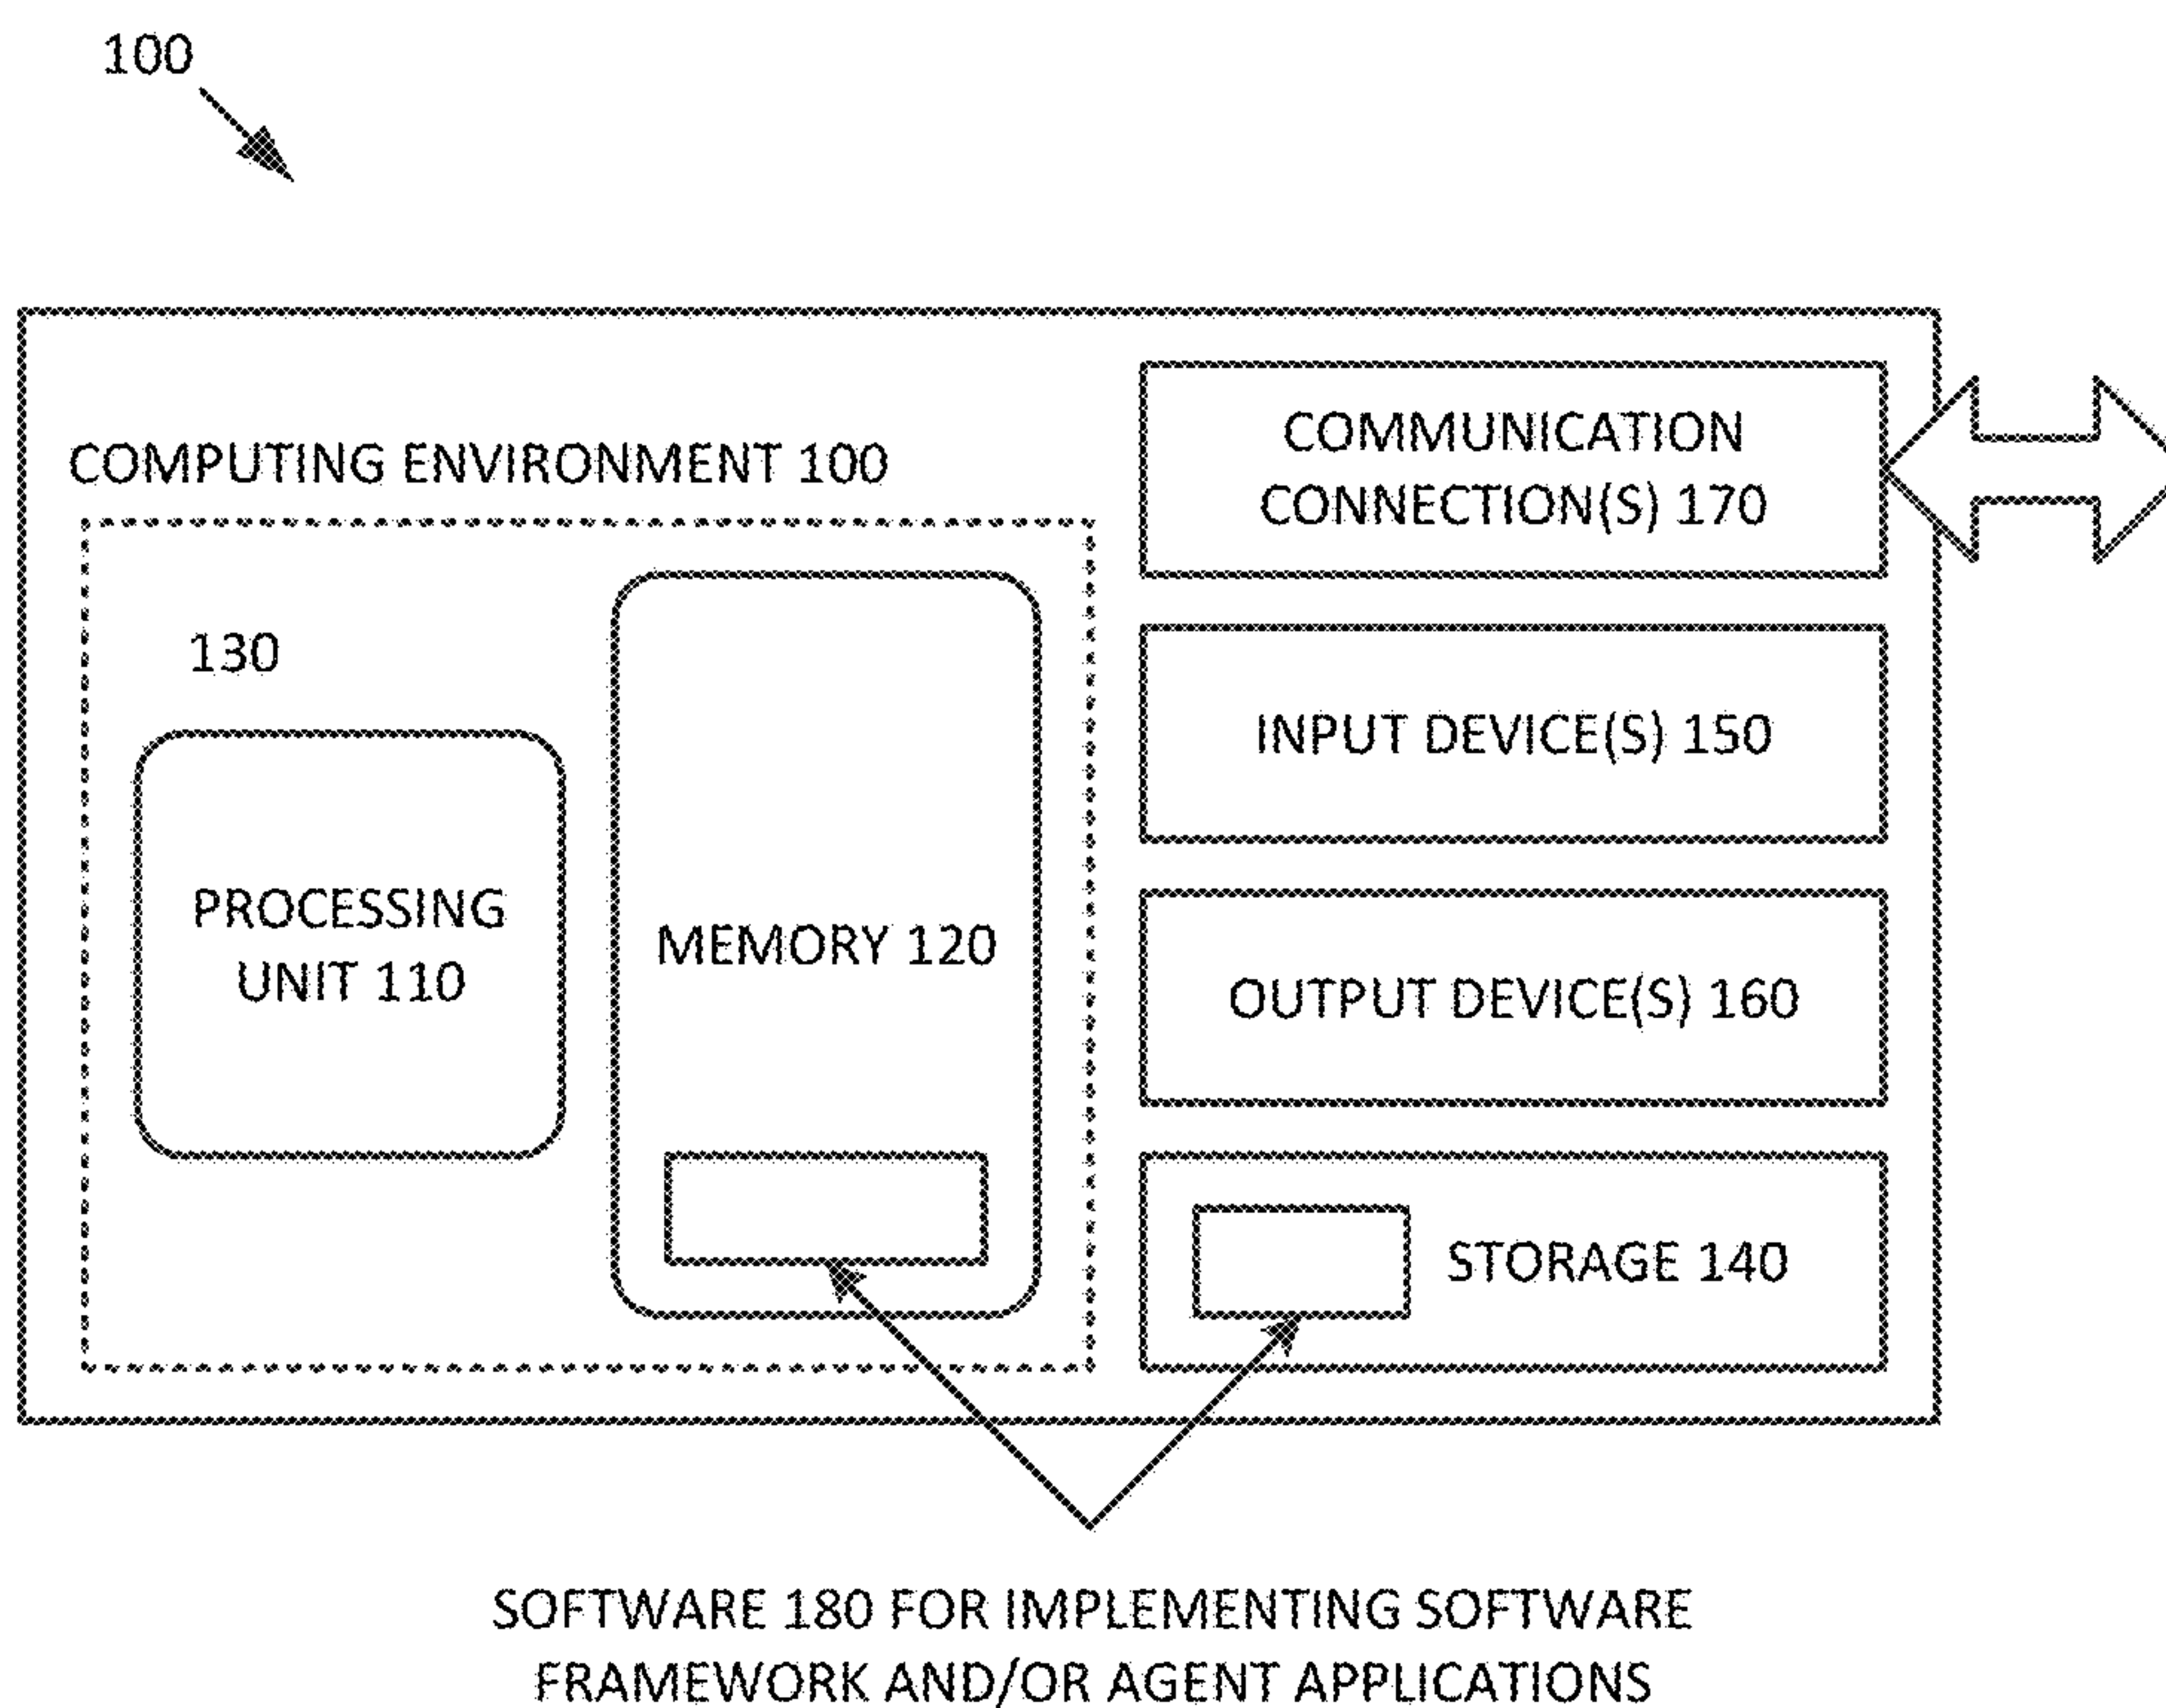 100
COMPUTING ENVIRONMENT 100
130
PROCESSING
UNIT 110
MEMORY 120
COMMUNICATION
CONNECTION(S) 170
INPUT DEVICE(S) 150
OUTPUT DEVICE(S) 160
STORAGE 140
SOFTWARE 180 FOR IMPLEMENTING SOFTWARE
FRAMEWORK AND/OR AGENT APPLICATIONS